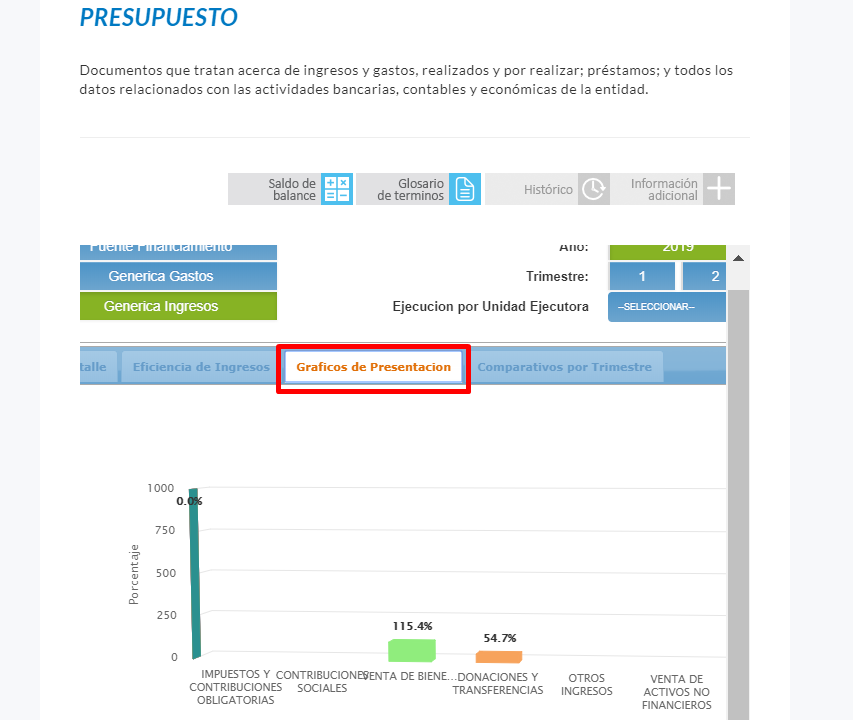 PRESUPUESTO
Documentos que tratan acerca de ingresos y gastos, realizados y por realizar; préstamos; y todos los
datos relacionados con las actividades bancarias, contables y económicas de la entidad.
Saldo de
balance
Glosario
de terminos
Histórico
Información
adicional
Fuente Financiamiento
Año: 2019
Generica Gastos
Trimestre: 1 2
Generica Ingresos
Ejecucion por Unidad Ejecutora --SELECCIONAR--
talle Eficiencia de Ingresos Graficos de Presentacion Comparativos por Trimestre
1000
0.0%
750
500
250
0
Porcentaje
115.4%
54.7%
IMPUESTOS Y
CONTRIBUCIONES
OBLIGATORIAS
CONTRIBUCIONES
SOCIALES
VENTA DE BIENE...
DONACIONES Y
TRANSFERENCIAS
OTROS
INGRESOS
VENTA DE
ACTIVOS NO
FINANCIEROS